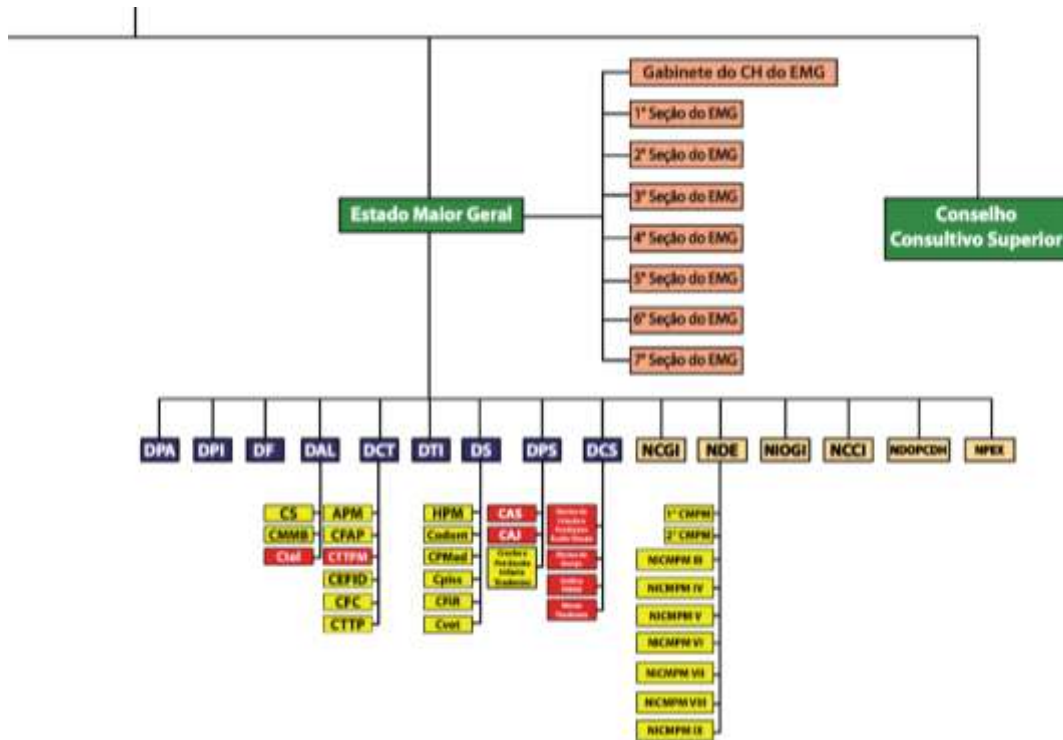 Gabinete do CH do EMG
1ª Seção do EMG
2ª Seção do EMG
3ª Seção do EMG
Estado Maior Geral
Conselho
Consultivo Superior
4ª Seção do EMG
5ª Seção do EMG
6ª Seção do EMG
7ª Seção do EMG
DPA DPI DF DAL DCT DTI DS DPS DCS NCGI NDE NIOGI NCCI NDOPCDH NPEX
CS
CMMB
Ctel
APM
CFAP
CTTPM
CEFID
CFC
CTTP
HPM
Codont
CPMed
CFIR
Cvet
CAS
CAJ
1º CMPM
2º CMPM
NICMPM III
NICMPM IV
NICMPM V
NICMPM VI
NICMPM VII
NICMPM VIII
NICMPM IX